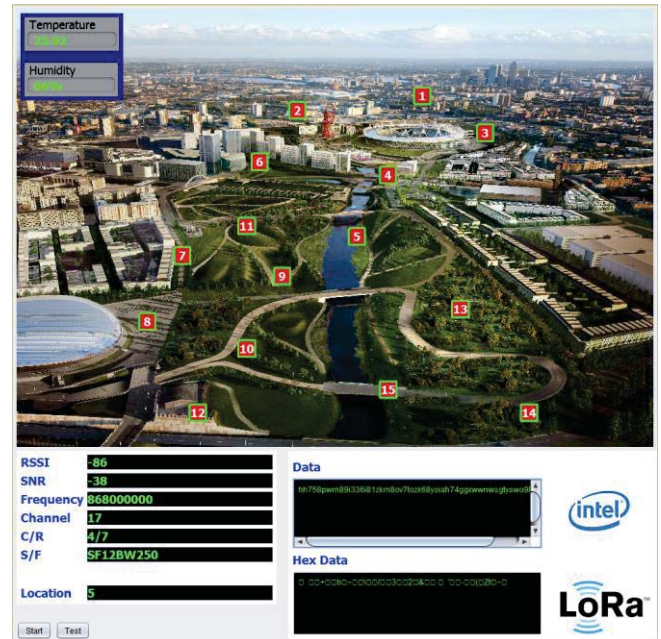 Temperature
Humidity
1
2
3
4
6
5
11
7
9
13
8
10
15
12
14
RSSI -86
SNR -38
Frequency 868000000
Channel 17
C/R 4/7
S/F SF12BW250
Location 5
Start Test
Data
Hex Data
intel
LoRa